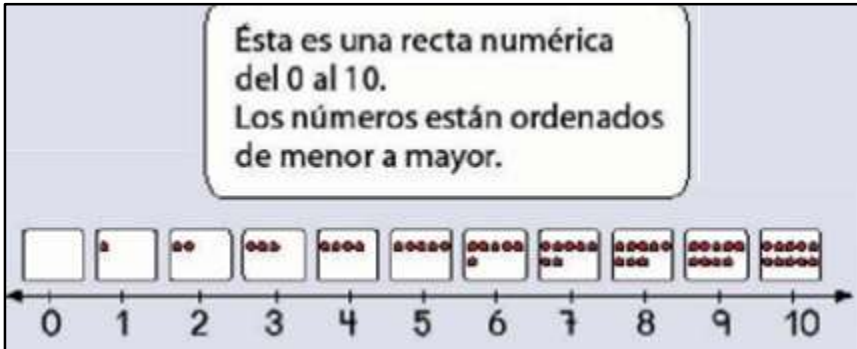 Ésta es una recta numérica
del 0 al 10.
Los números están ordenados
de menor a mayor.
0 1 2 3 4 5 6 7 8 9 10